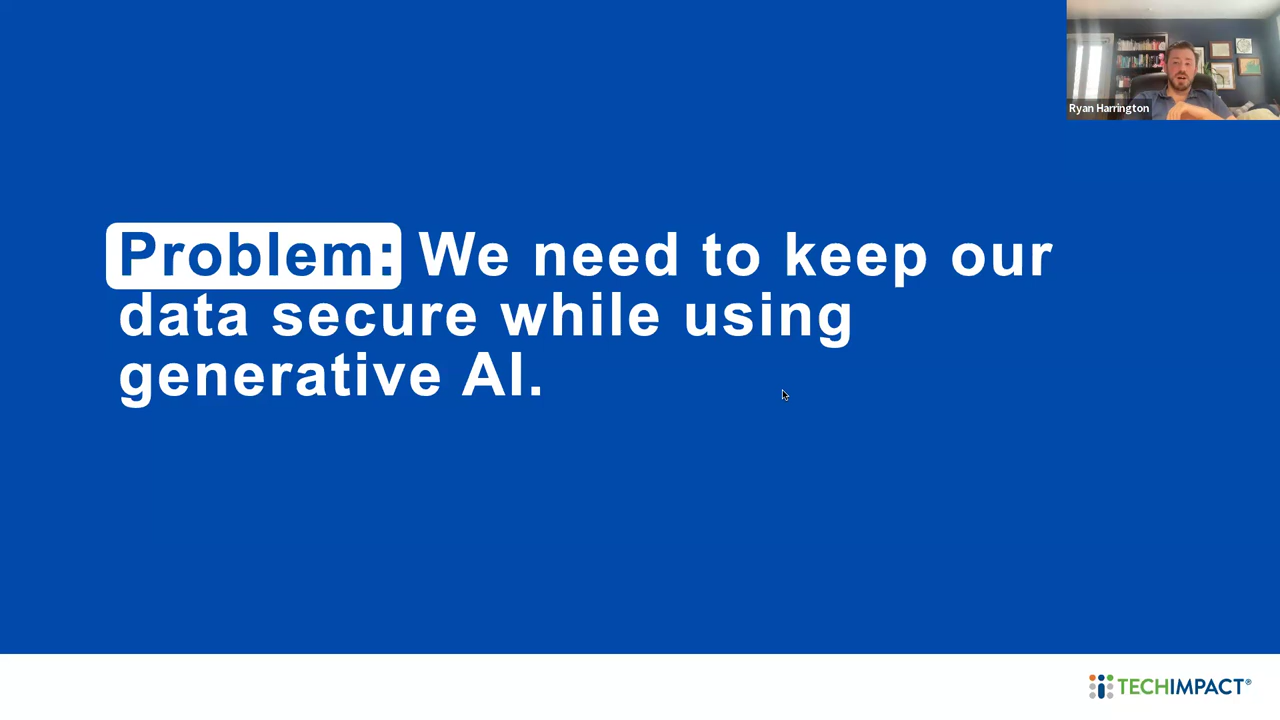 Ryan Harrington
Problem: We need to keep our
data secure while using
generative AI.
TECHIMPACT®